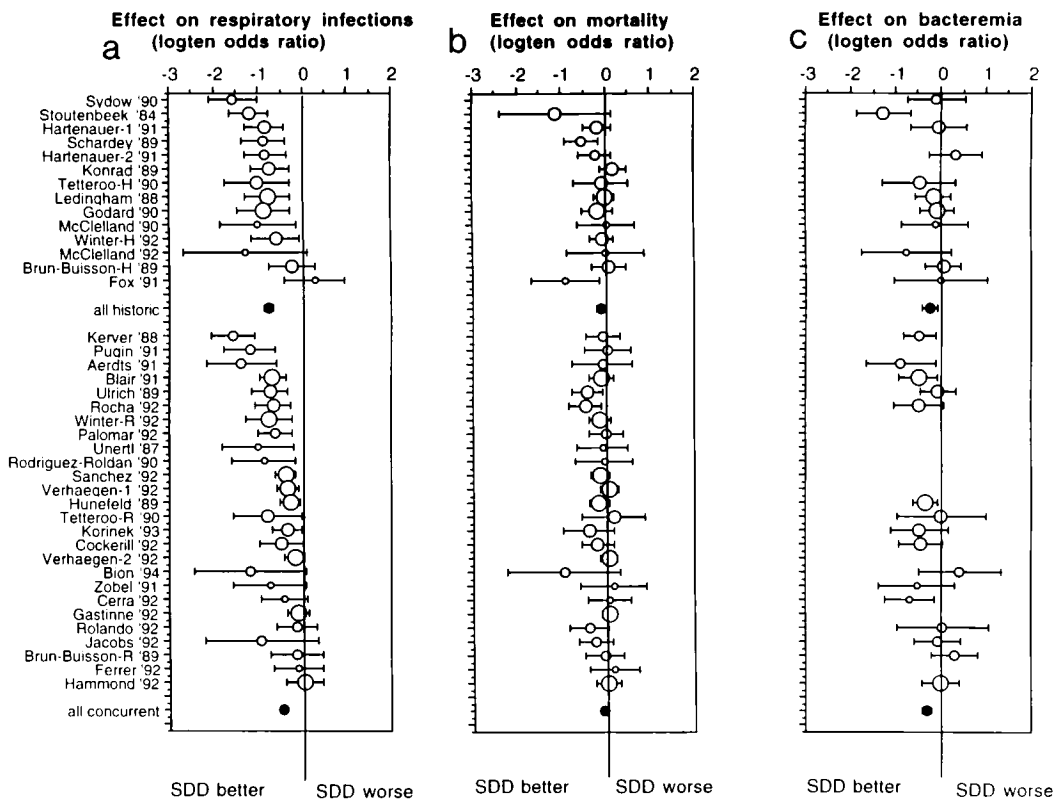 Effect on respiratory infections
(logten odds ratio)
a
-3 -2 -1 0 1 2
Effect on mortality
(logten odds ratio)
b
-3 -2 -1 0 1 2
Effect on bacteremia
(logten odds ratio)
c
-3 -2 -1 0 1 2
Sydow '90
Stoutenbeek '84
Hartenauer-1 '91
Schardey '89
Hartenauer-2 '91
Konrad '89
Tetteroo-H '90
Ledingham '88
Godard '90
McClelland '90
Winter-H '92
McClelland '92
Brun-Buisson-H '89
Fox '91
all historic
Kerver '88
Pugin '91
Aerdts '91
Blair '91
Ulrich '89
Rocha '92
Winter-R '92
Palomar '92
Unertl '87
Rodriguez-Roldan '90
Sanchez '92
Verhaegen-1 '92
Hunefeld '89
Tetteroo-R '90
Korinek '93
Cockerill '92
Verhaegen-2 '92
Bion '94
Zobel '91
Cerra '92
Gastinne '92
Rolando '92
Jacobs '92
Brun-Buisson-R '89
Ferrer '92
Hammond '92
all concurrent
SDD better SDD worse
SDD better SDD worse
SDD better SDD worse